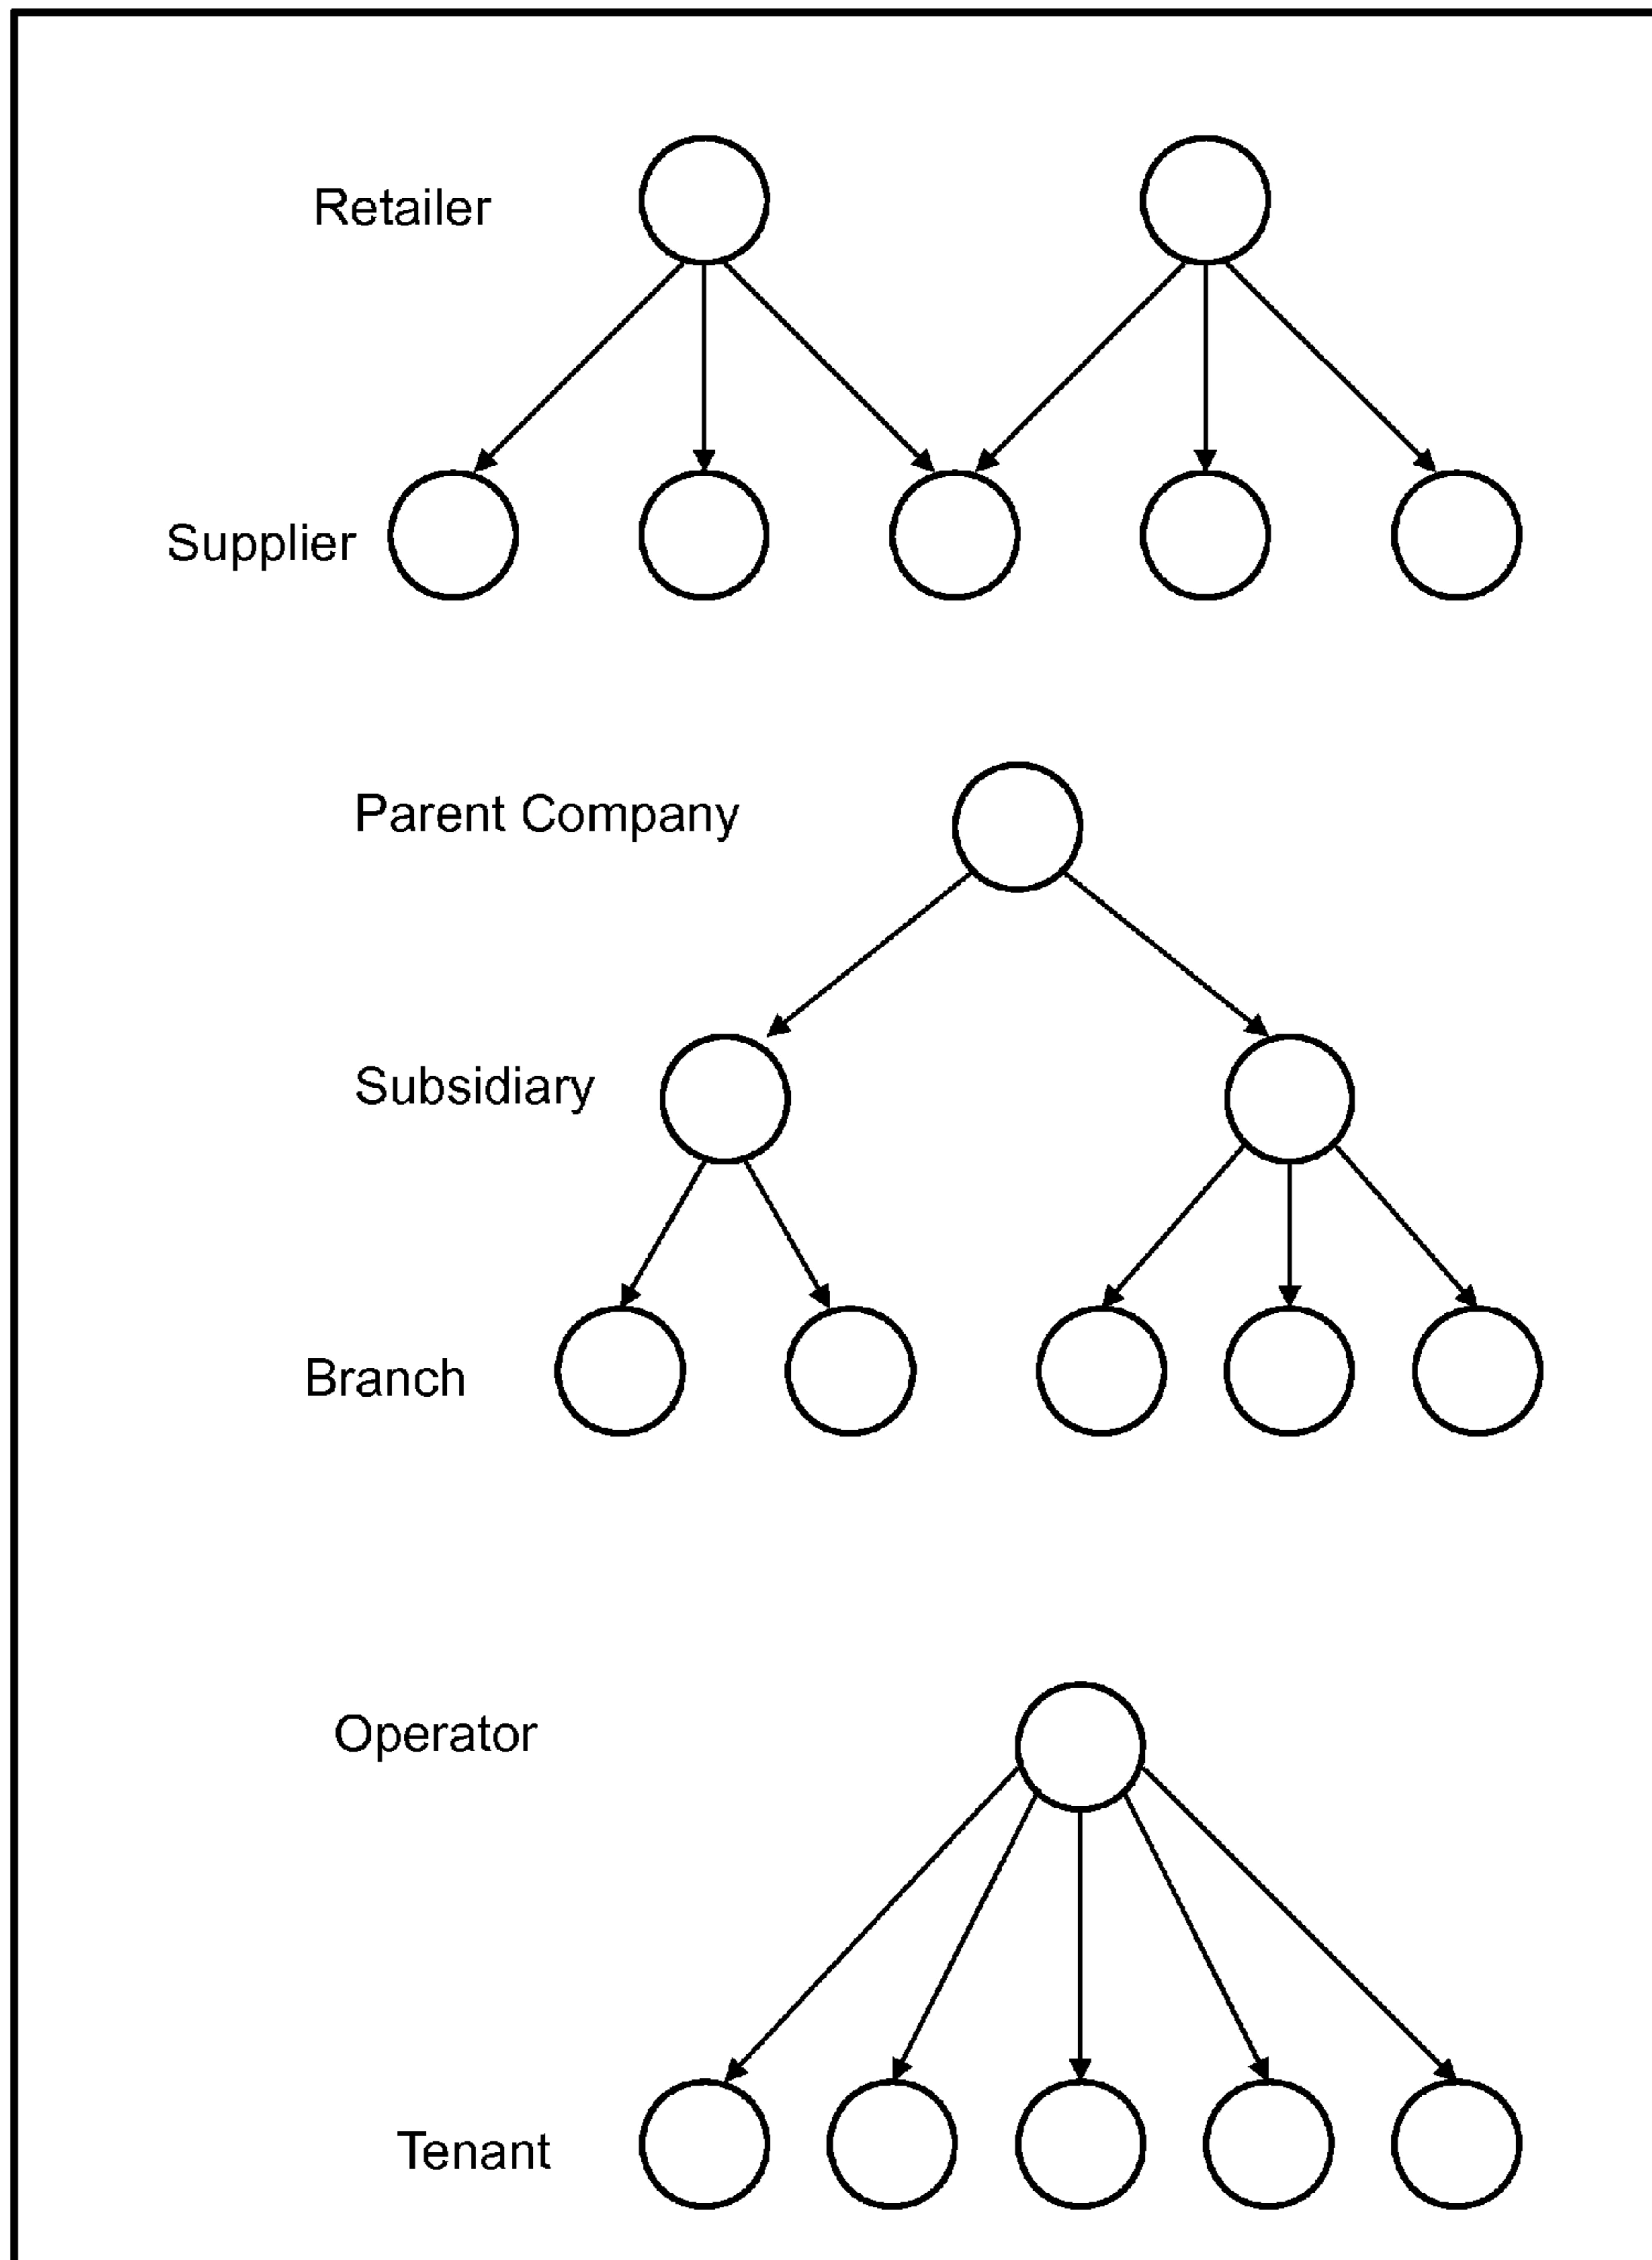 Retailer
Supplier
Parent Company
Subsidiary
Branch
Operator
Tenant